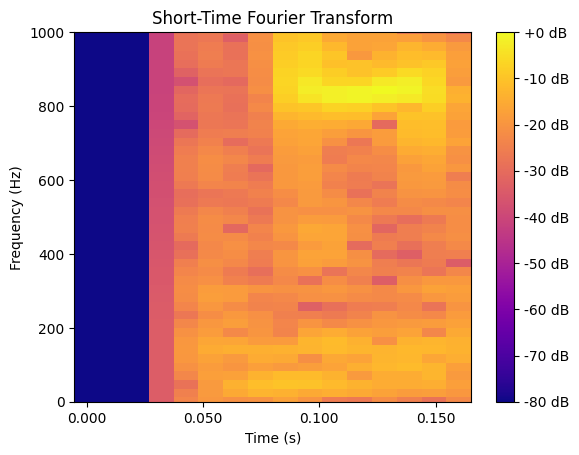 Short-Time Fourier Transform
1000
800
600
400
200
0
Frequency (Hz)
0.000
0.050
0.100
0.150
Time (s)
+0 dB
-10 dB
-20 dB
-30 dB
-40 dB
-50 dB
-60 dB
-70 dB
-80 dB